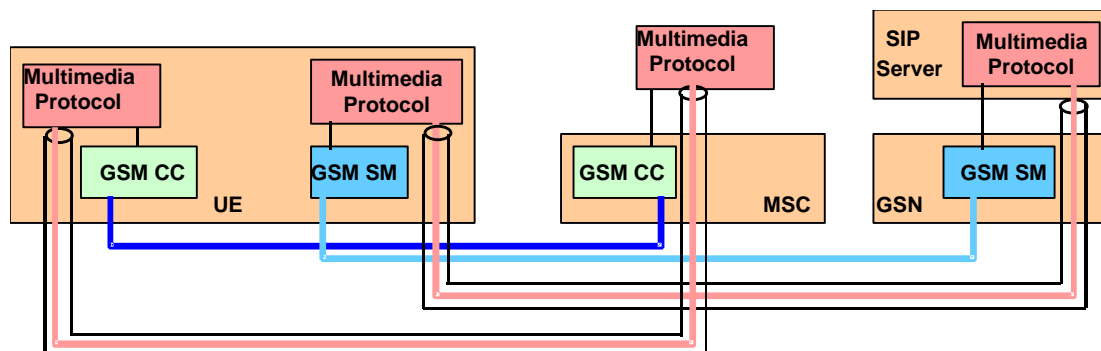 Multimedia
Protocol
Multimedia
Protocol
Multimedia
Protocol
SIP
Server
Multimedia
Protocol
GSM CC
GSM SM
UE
GSM CC
MSC
GSM SM
GSN